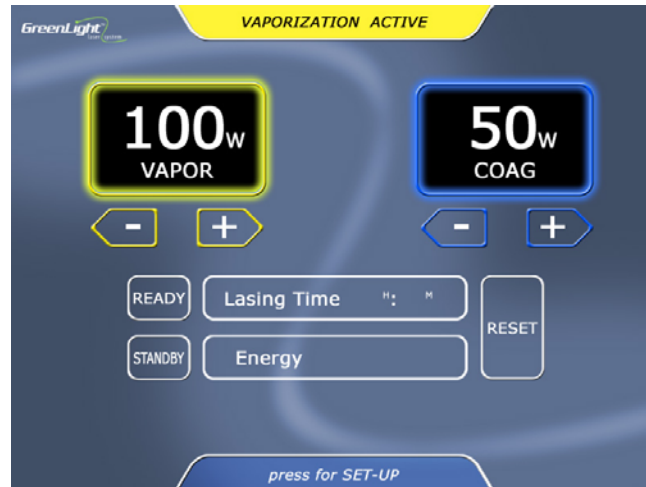 GreenLight
VAPORIZATION ACTIVE
100W
VAPOR
50W
COAG
- +
- +
READY
Lasing Time H: M
RESET
STANDBY
Energy
press for SET-UP